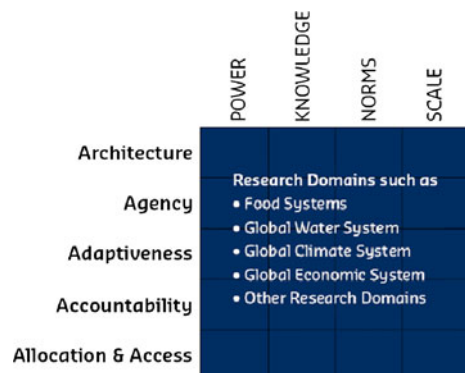 POWER
KNOWLEDGE
NORMS
SCALE
Architecture
Agency
Adaptiveness
Accountability
Allocation & Access
Research Domains such as
• Food Systems
• Global Water System
• Global Climate System
• Global Economic System
• Other Research Domains